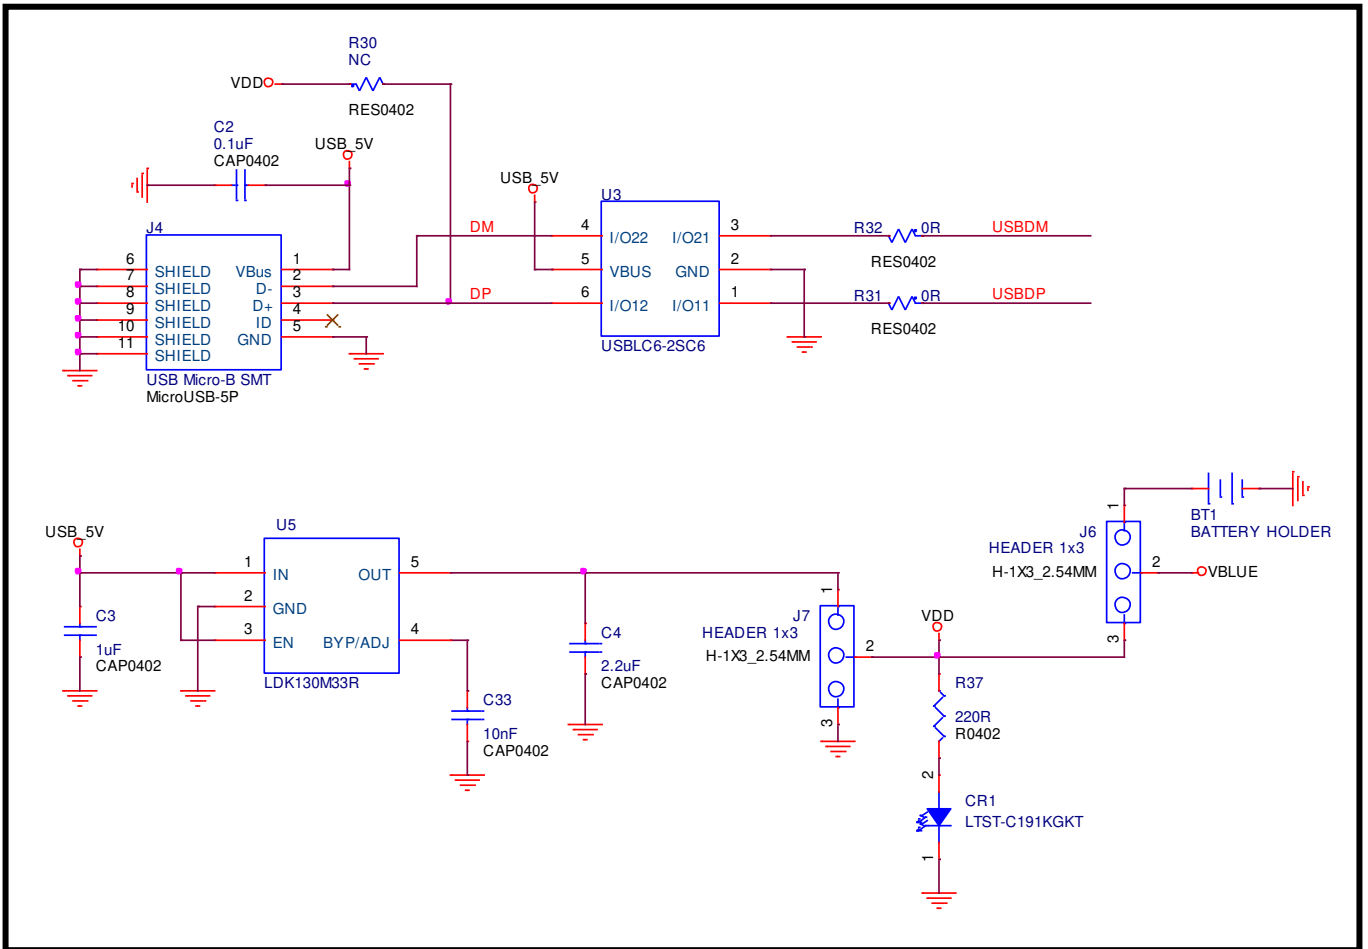 R30
NC
VDD
RES0402
C2
0.1uF
CAP0402
USB_5V
USB_5V
U3
J4
DM
4
I/O22
I/O21
3
R32
0R
USBDM
RES0402
6
SHIELD
VBus
1
7
SHIELD
D-
2
5
VBUS
GND
2
8
SHIELD
D+
3
DP
6
I/O12
I/O11
1
R31
0R
USBDP
RES0402
9
SHIELD
ID
4
10
SHIELD
GND
5
11
SHIELD
USBLC6-2SC6
USB Micro-B SMT
MicroUSB-5P
USB_5V
U5
1
IN
OUT
5
2
GND
3
EN
BYP/ADJ
4
LDK130M33R
C3
1uF
CAP0402
C33
10nF
CAP0402
C4
2.2uF
CAP0402
J7
HEADER 1x3
H-1X3_2.54MM
1
2
3
VDD
R37
220R
R0402
2
CR1
LTST-C191KGKT
1
J6
HEADER 1x3
H-1X3_2.54MM
1
2
VBLUE
3
BT1
BATTERY HOLDER